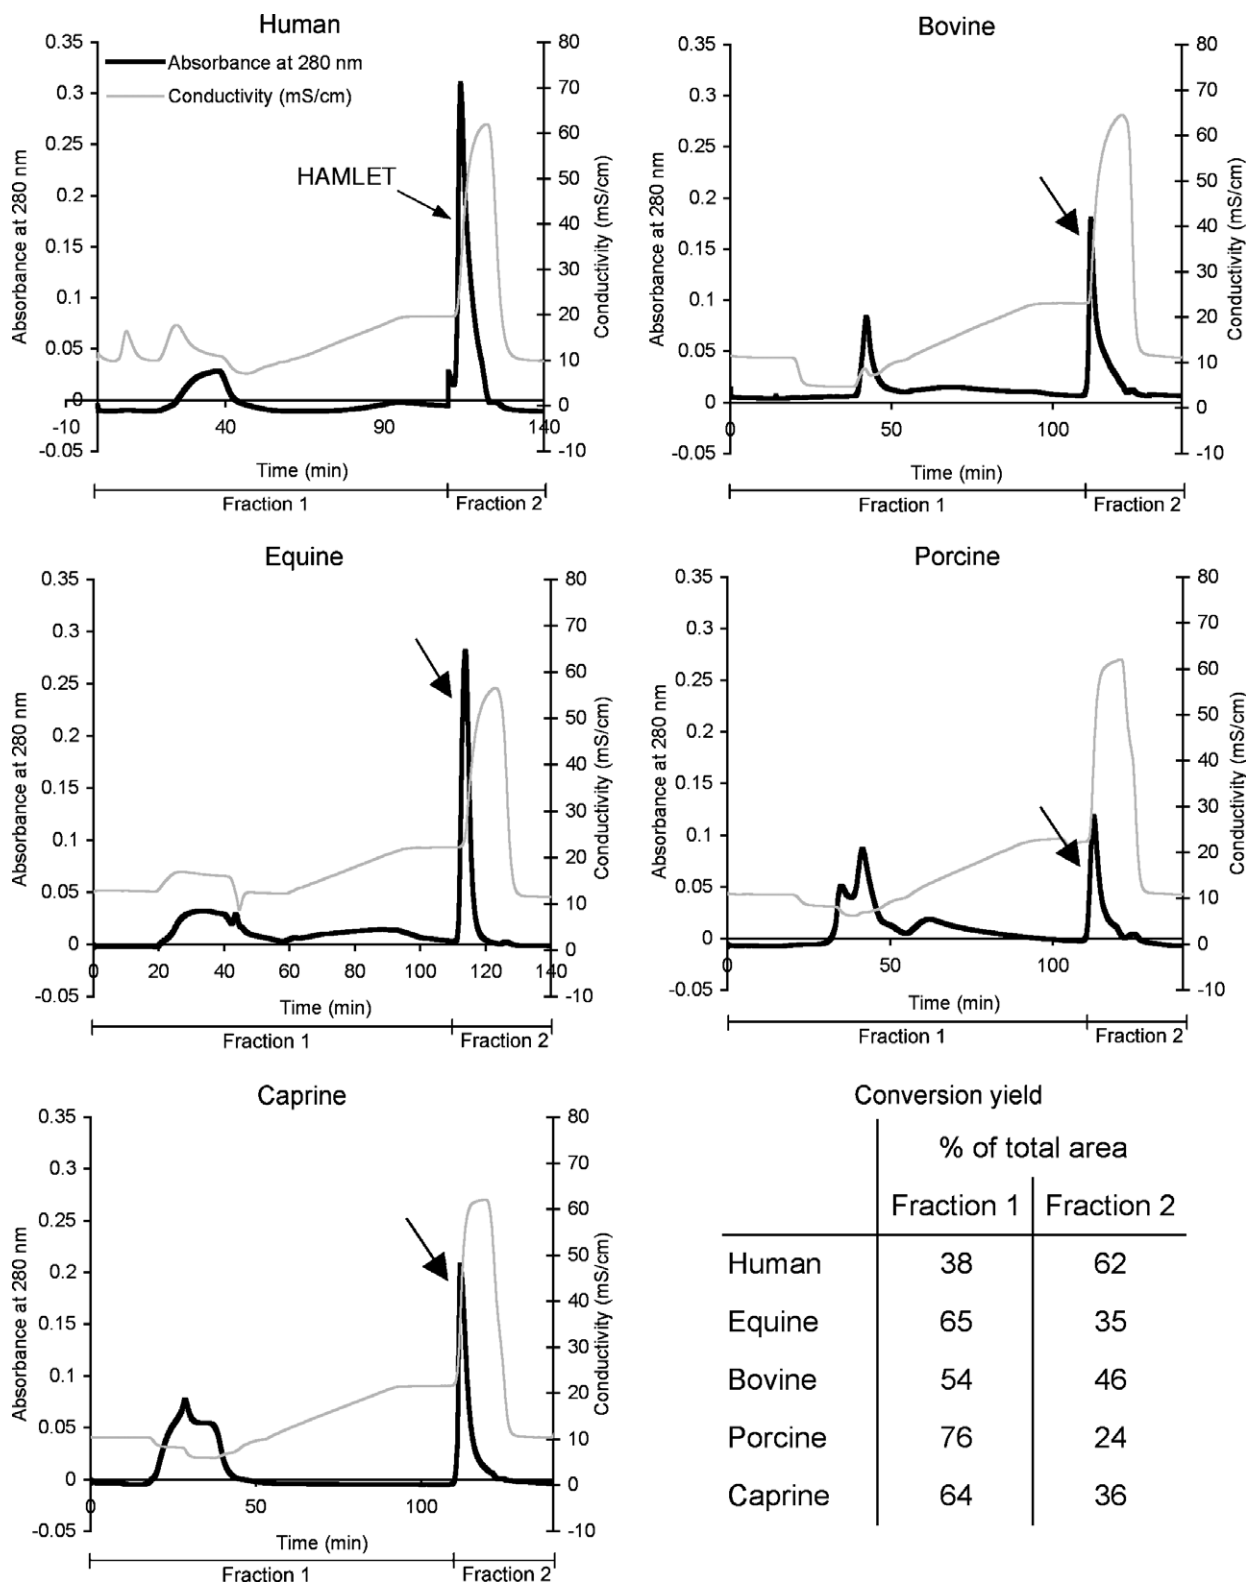 Human
0.35
0.3
0.25
0.2
0.15
0.1
0.05
0
-0.05
Absorbance at 280 nm
Absorbance at 280 nm
Conductivity (mS/cm)
HAMLET
80
70
60
50
40
30
20
10
0
-10
Conductivity (mS/cm)
-10 40 90 140
Time (min)
Fraction 1 Fraction 2
Bovine
0.35
0.3
0.25
0.2
0.15
0.1
0.05
0
-0.05
Absorbance at 280 nm
80
70
60
50
40
30
20
10
0
-10
Conductivity (mS/cm)
0 50 100
Time (min)
Fraction 1 Fraction 2
Equine
0.35
0.3
0.25
0.2
0.15
0.1
0.05
0
-0.05
Absorbance at 280 nm
80
70
60
50
40
30
20
10
0
-10
Conductivity (mS/cm)
0 20 40 60 80 100 120 140
Time (min)
Fraction 1 Fraction 2
Porcine
0.35
0.3
0.25
0.2
0.15
0.1
0.05
0
-0.05
Absorbance at 280 nm
80
70
60
50
40
30
20
10
0
-10
Conductivity (mS/cm)
0 50 100
Time (min)
Fraction 1 Fraction 2
Caprine
0.35
0.3
0.25
0.2
0.15
0.1
0.05
0
-0.05
Absorbance at 280 nm
80
70
60
50
40
30
20
10
0
-10
Conductivity (mS/cm)
0 50 100
Time (min)
Fraction 1 Fraction 2
Conversion yield
% of total area
Fraction 1 Fraction 2
Human 38 62
Equine 65 35
Bovine 54 46
Porcine 76 24
Caprine 64 36